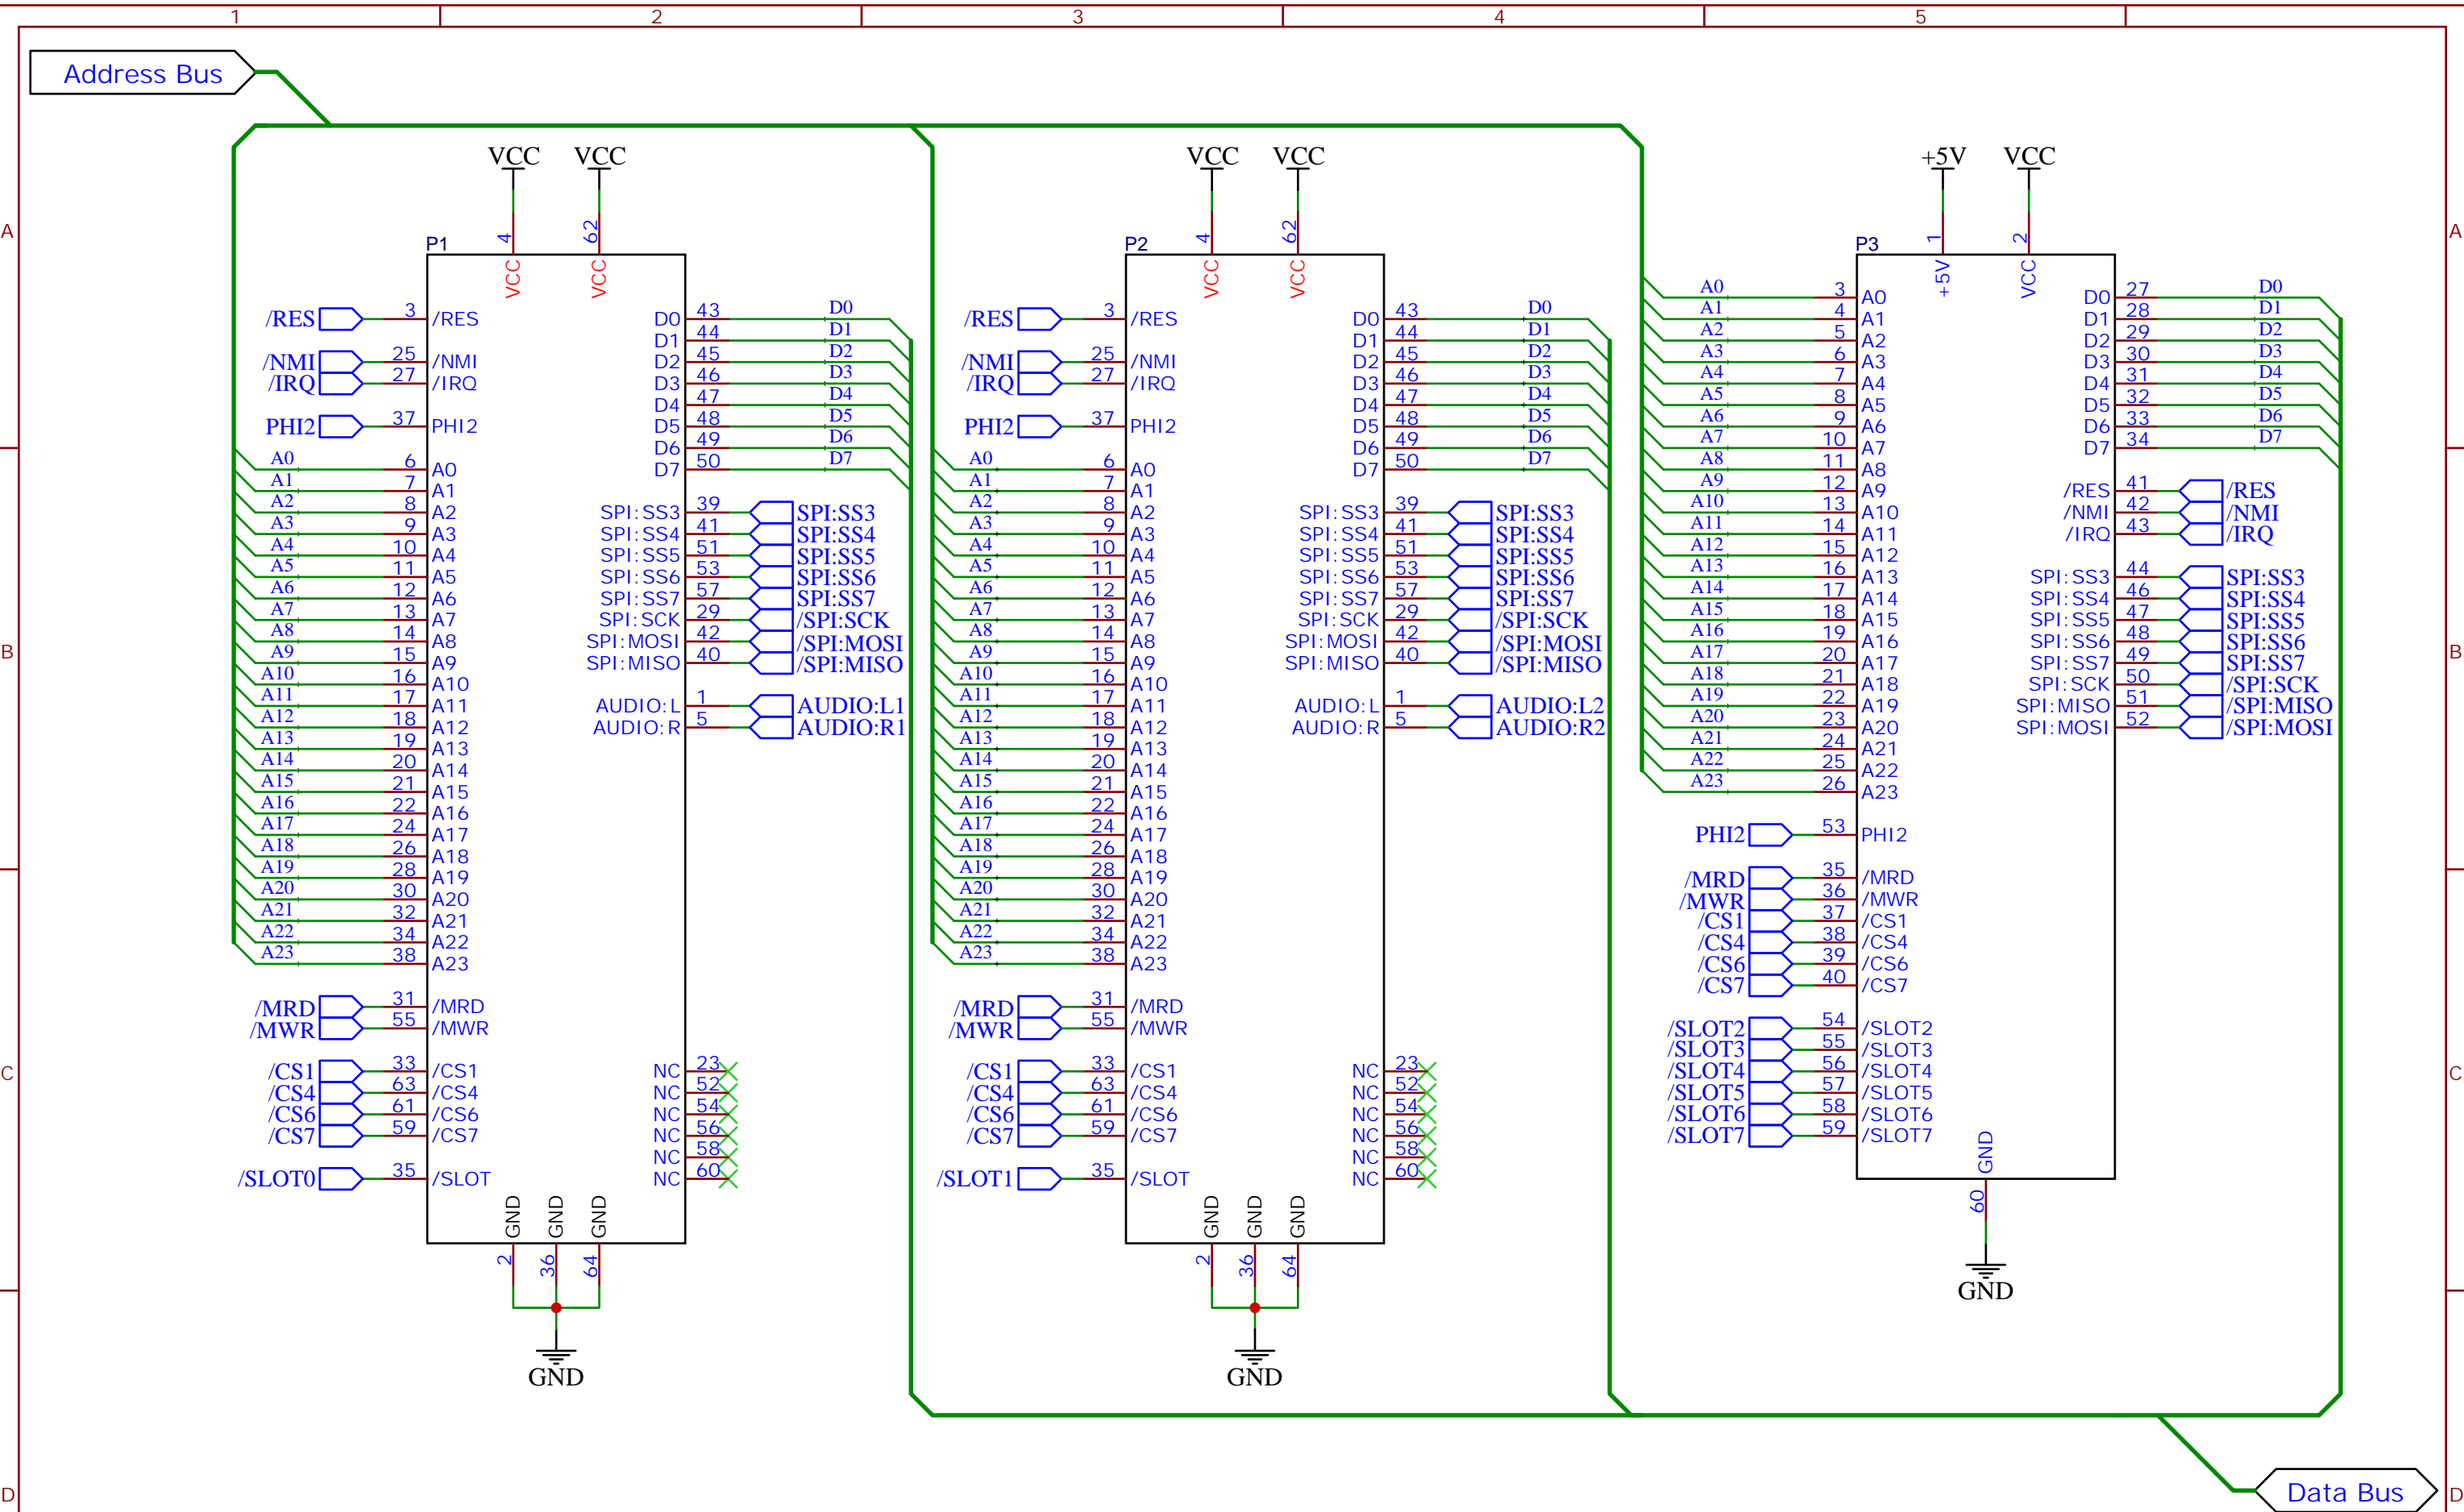 1 2 3 4 5
Address Bus
A A
B B
C C
D D
VCC VCC
4 62
P1
VCC VCC
/RES 3 /RES
/NMI 25 /NMI
/IRQ 27 /IRQ
PHI2 37 PHI2
A0 6 A0
A1 7 A1
A2 8 A2
A3 9 A3
A4 10 A4
A5 11 A5
A6 12 A6
A7 13 A7
A8 14 A8
A9 15 A9
A10 16 A10
A11 17 A11
A12 18 A12
A13 19 A13
A14 20 A14
A15 21 A15
A16 22 A16
A17 24 A17
A18 26 A18
A19 28 A19
A20 30 A20
A21 32 A21
A22 34 A22
A23 38 A23
/MRD 31 /MRD
/MWR 55 /MWR
/CS1 33 /CS1
/CS4 63 /CS4
/CS6 61 /CS6
/CS7 59 /CS7
/SLOT0 35 /SLOT
D0 43 D0
D1 44 D1
D2 45 D2
D3 46 D3
D4 47 D4
D5 48 D5
D6 49 D6
D7 50 D7
SPI:SS3 39 SPI:SS3
SPI:SS4 41 SPI:SS4
SPI:SS5 51 SPI:SS5
SPI:SS6 53 SPI:SS6
SPI:SS7 57 SPI:SS7
SPI:SCK 29 /SPI:SCK
SPI:MOSI 42 /SPI:MOSI
SPI:MISO 40 /SPI:MISO
AUDIO:L 1 AUDIO:L1
AUDIO:R 5 AUDIO:R1
NC 23
NC 52
NC 54
NC 56
NC 58
NC 60
GND GND GND
2 36 64
GND
VCC VCC
4 62
P2
VCC VCC
/RES 3 /RES
/NMI 25 /NMI
/IRQ 27 /IRQ
PHI2 37 PHI2
A0 6 A0
A1 7 A1
A2 8 A2
A3 9 A3
A4 10 A4
A5 11 A5
A6 12 A6
A7 13 A7
A8 14 A8
A9 15 A9
A10 16 A10
A11 17 A11
A12 18 A12
A13 19 A13
A14 20 A14
A15 21 A15
A16 22 A16
A17 24 A17
A18 26 A18
A19 28 A19
A20 30 A20
A21 32 A21
A22 34 A22
A23 38 A23
/MRD 31 /MRD
/MWR 55 /MWR
/CS1 33 /CS1
/CS4 63 /CS4
/CS6 61 /CS6
/CS7 59 /CS7
/SLOT1 35 /SLOT
D0 43 D0
D1 44 D1
D2 45 D2
D3 46 D3
D4 47 D4
D5 48 D5
D6 49 D6
D7 50 D7
SPI:SS3 39 SPI:SS3
SPI:SS4 41 SPI:SS4
SPI:SS5 51 SPI:SS5
SPI:SS6 53 SPI:SS6
SPI:SS7 57 SPI:SS7
SPI:SCK 29 /SPI:SCK
SPI:MOSI 42 /SPI:MOSI
SPI:MISO 40 /SPI:MISO
AUDIO:L 1 AUDIO:L2
AUDIO:R 5 AUDIO:R2
NC 23
NC 52
NC 54
NC 56
NC 58
NC 60
GND GND GND
2 36 64
GND
+5V VCC
1 2
P3
+5V VCC
A0 3 A0
A1 4 A1
A2 5 A2
A3 6 A3
A4 7 A4
A5 8 A5
A6 9 A6
A7 10 A7
A8 11 A8
A9 12 A9
A10 13 A10
A11 14 A11
A12 15 A12
A13 16 A13
A14 17 A14
A15 18 A15
A16 19 A16
A17 20 A17
A18 21 A18
A19 22 A19
A20 23 A20
A21 24 A21
A22 25 A22
A23 26 A23
PHI2 53 PHI2
/MRD 35 /MRD
/MWR 36 /MWR
/CS1 37 /CS1
/CS4 38 /CS4
/CS6 39 /CS6
/CS7 40 /CS7
/SLOT2 54 /SLOT2
/SLOT3 55 /SLOT3
/SLOT4 56 /SLOT4
/SLOT5 57 /SLOT5
/SLOT6 58 /SLOT6
/SLOT7 59 /SLOT7
D0 27 D0
D1 28 D1
D2 29 D2
D3 30 D3
D4 31 D4
D5 32 D5
D6 33 D6
D7 34 D7
/RES 41 /RES
/NMI 42 /NMI
/IRQ 43 /IRQ
SPI:SS3 44 SPI:SS3
SPI:SS4 46 SPI:SS4
SPI:SS5 47 SPI:SS5
SPI:SS6 48 SPI:SS6
SPI:SS7 49 SPI:SS7
SPI:SCK 50 /SPI:SCK
SPI:MISO 51 /SPI:MISO
SPI:MOSI 52 /SPI:MOSI
GND
60
GND
Data Bus